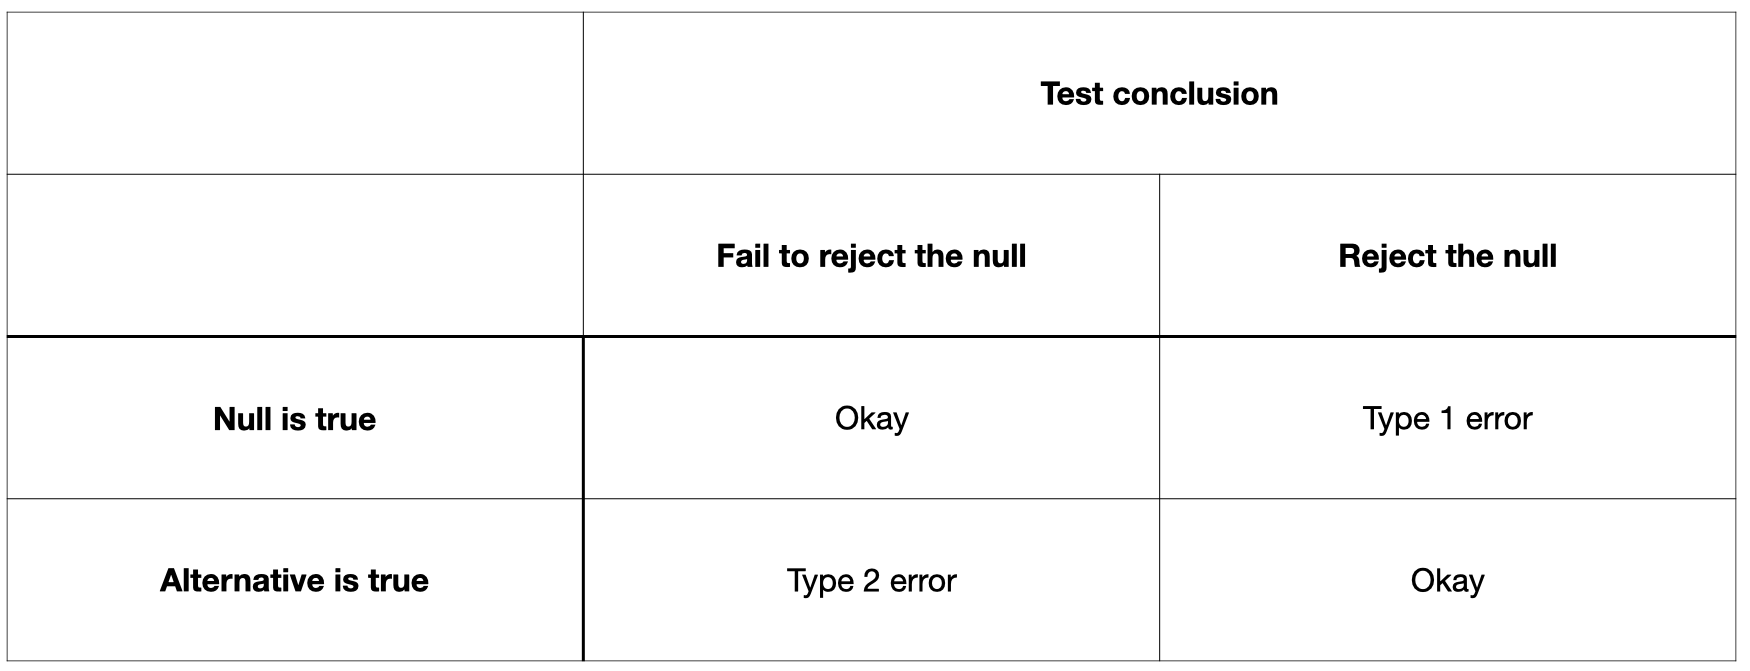 Test conclusion
Fail to reject the null
Reject the null
Null is true
Okay
Type 1 error
Alternative is true
Type 2 error
Okay